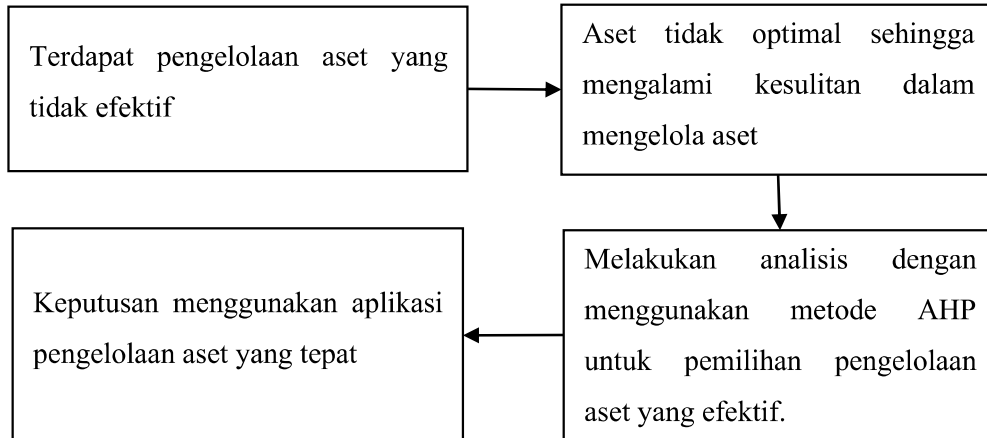 Terdapat pengelolaan aset yang
tidak efektif
Aset tidak optimal sehingga
mengalami kesulitan dalam
mengelola aset
Melakukan analisis dengan
menggunakan metode AHP
untuk pemilihan pengelolaan
aset yang efektif.
Keputusan menggunakan aplikasi
pengelolaan aset yang tepat